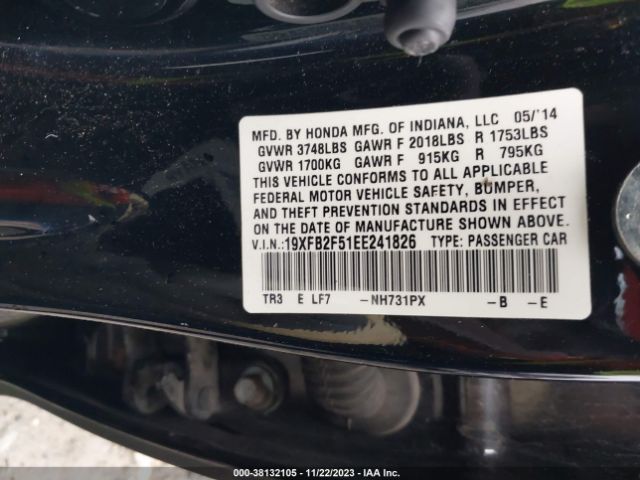 MFD. BY HONDA MFG. OF INDIANA, LLC 05/'14
GVWR 3748LBS GAWR F 2018LBS R 1753LBS
GVWR 1700KG GAWR F 915KG R 795KG
THIS VEHICLE CONFORMS TO ALL APPLICABLE
FEDERAL MOTOR VEHICLE SAFETY, BUMPER,
AND THEFT PREVENTION STANDARDS IN EFFECT
ON THE DATE OF MANUFACTURE SHOWN ABOVE.
V.I.N.:19XFB2F51EE241826 TYPE: PASSENGER CAR
TR3 E LF7 -NH731PX -B -E
000-38132105 - 11/22/2023 - IAA Inc.